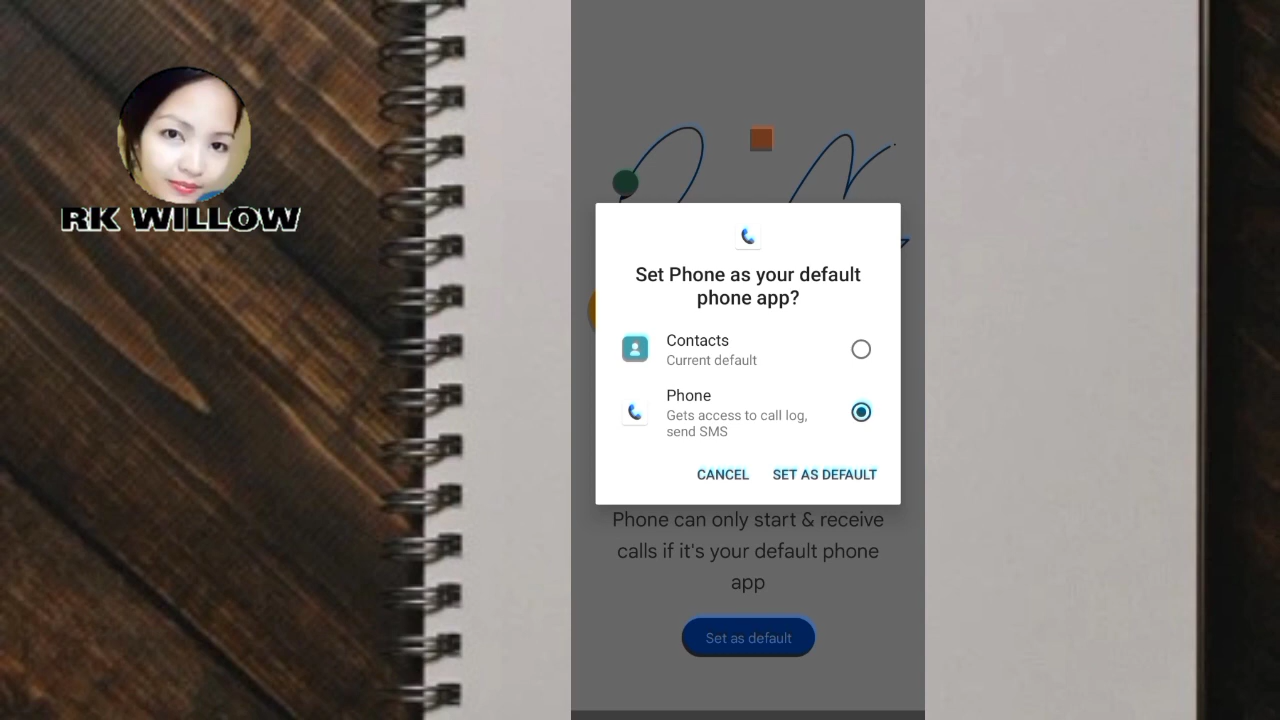 RK WILLOW
Set Phone as your default
phone app?
Contacts
Current default
Phone
Gets access to call log,
send SMS
CANCEL SET AS DEFAULT
Phone can only start & receive
calls if it's your default phone
app
Set as default